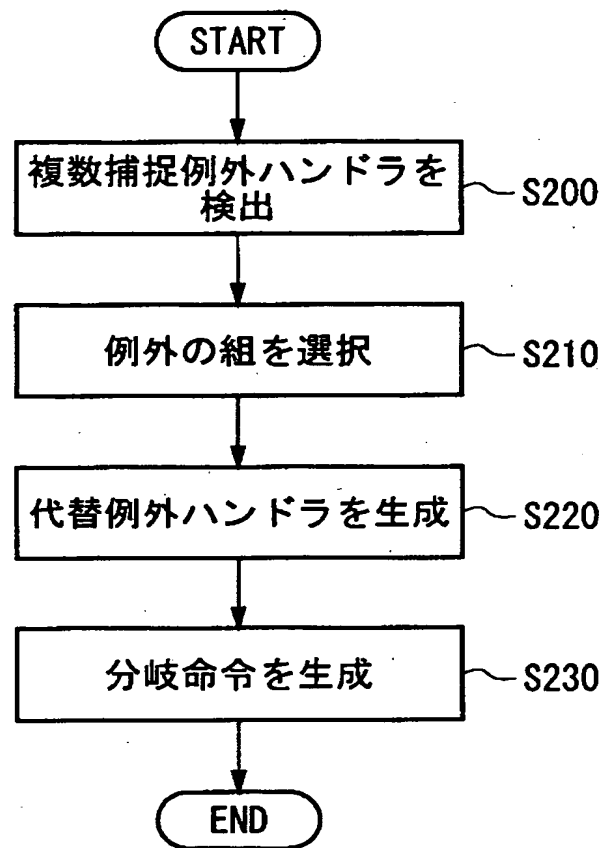 START
複数捕捉例外ハンドラを
検出
S200
例外の組を選択
S210
代替例外ハンドラを生成
S220
分岐命令を生成
S230
END